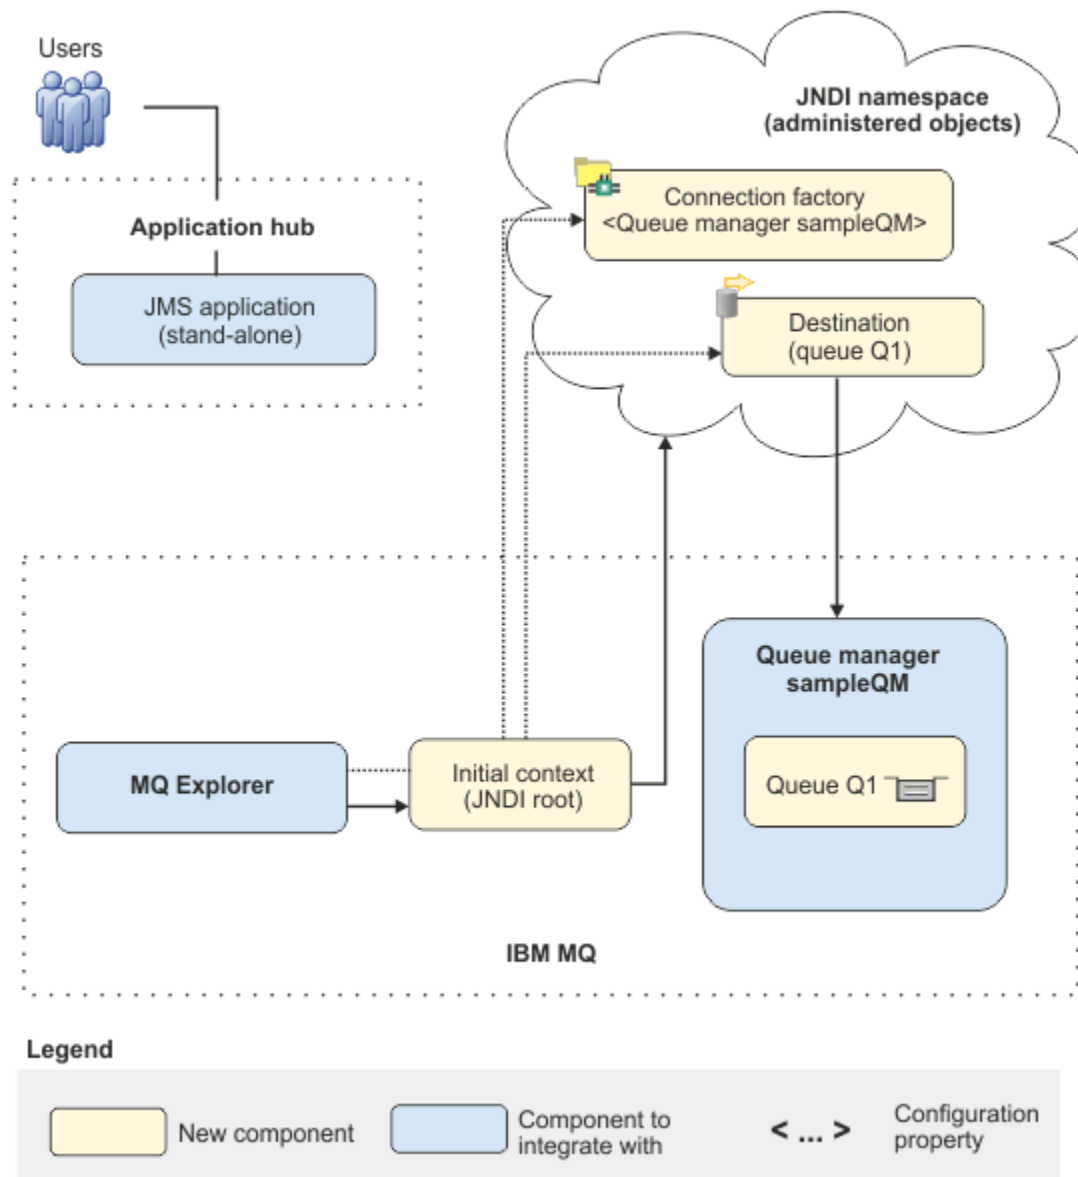 Users
JNDI namespace
(administered objects)
Connection factory
<Queue manager sampleQM>
Application hub
JMS application
(stand-alone)
Destination
(queue Q1)
Queue manager
sampleQM
MQ Explorer
Initial context
(JNDI root)
Queue Q1
IBM MQ
Legend
New component
Component to
integrate with
< ... >
Configuration
property